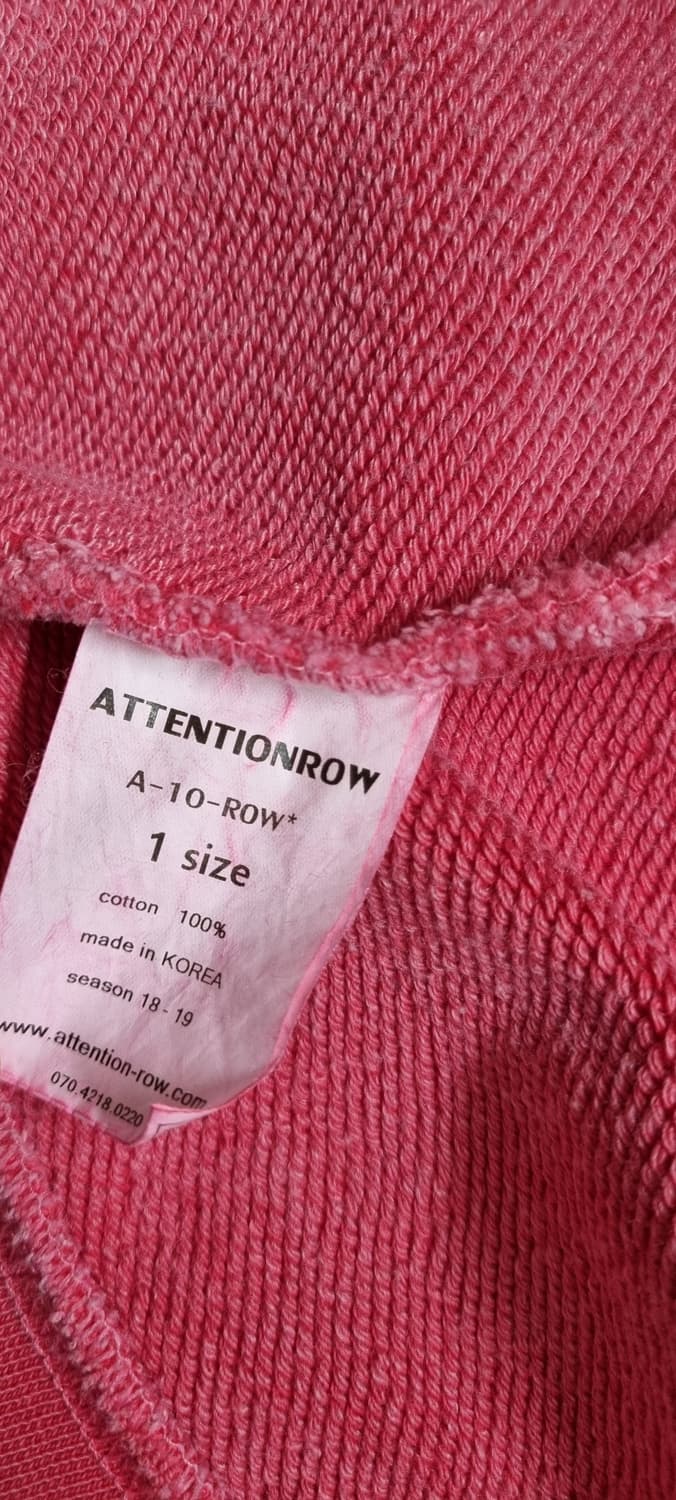 ATTENTIONROW
A-10-ROW*
1 size
cotton 100%
made in KOREA
season 18-19
www.attention-row.com
070.4218.0220